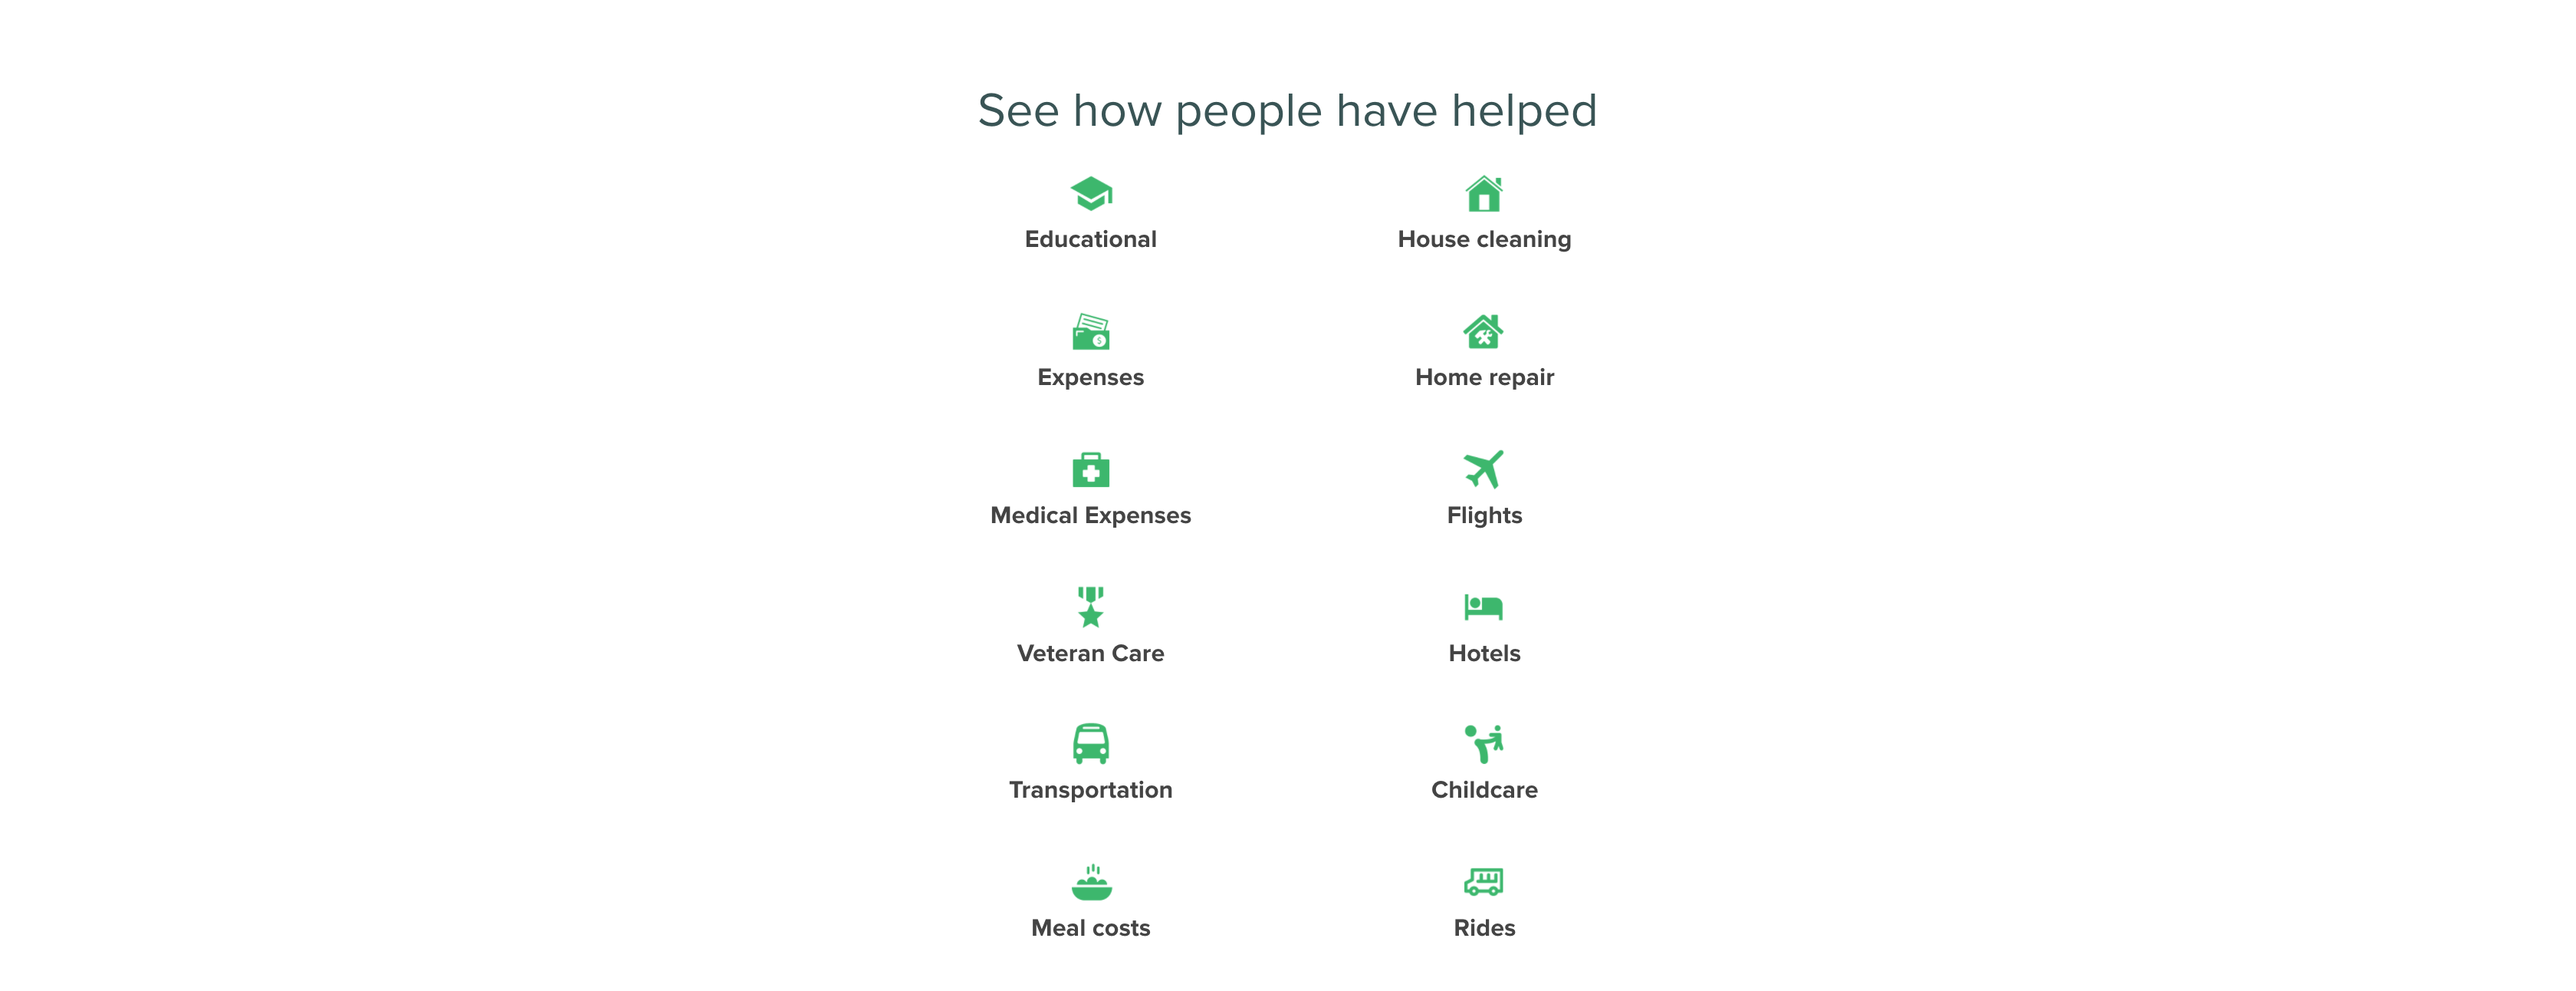 See how people have helped
Educational
House cleaning
Expenses
Home repair
Medical Expenses
Flights
Veteran Care
Hotels
Transportation
Childcare
Meal costs
Rides